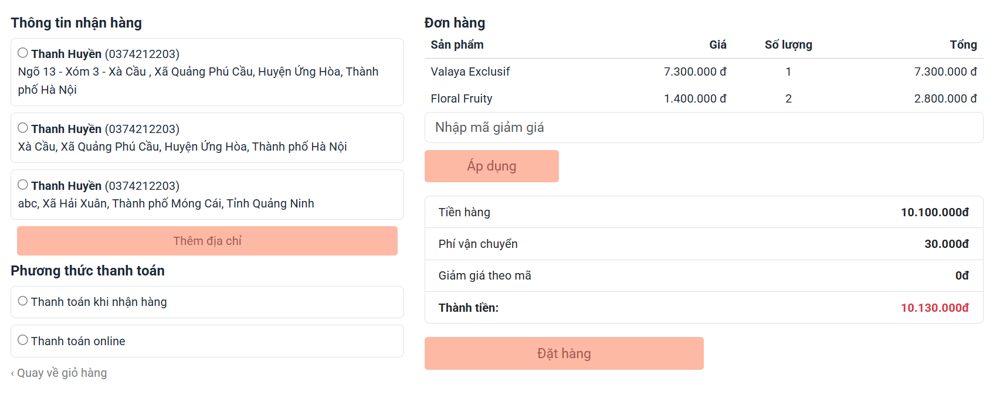 Thông tin nhận hàng
Thanh Huyền (0374212203)
Ngõ 13 - Xóm 3 - Xà Cầu , Xã Quảng Phú Cầu, Huyện Ứng Hòa, Thành
phố Hà Nội
Thanh Huyền (0374212203)
Xà Cầu, Xã Quảng Phú Cầu, Huyện Ứng Hòa, Thành phố Hà Nội
Thanh Huyền (0374212203)
abc, Xã Hải Xuân, Thành phố Móng Cái, Tỉnh Quảng Ninh
Thêm địa chỉ
Phương thức thanh toán
Thanh toán khi nhận hàng
Thanh toán online
‹ Quay về giỏ hàng
Đơn hàng
Sản phẩm Giá Số lượng Tổng
Valaya Exclusif 7.300.000 đ 1 7.300.000 đ
Floral Fruity 1.400.000 đ 2 2.800.000 đ
Nhập mã giảm giá
Áp dụng
Tiền hàng 10.100.000đ
Phí vận chuyển 30.000đ
Giảm giá theo mã 0đ
Thành tiền: 10.130.000đ
Đặt hàng